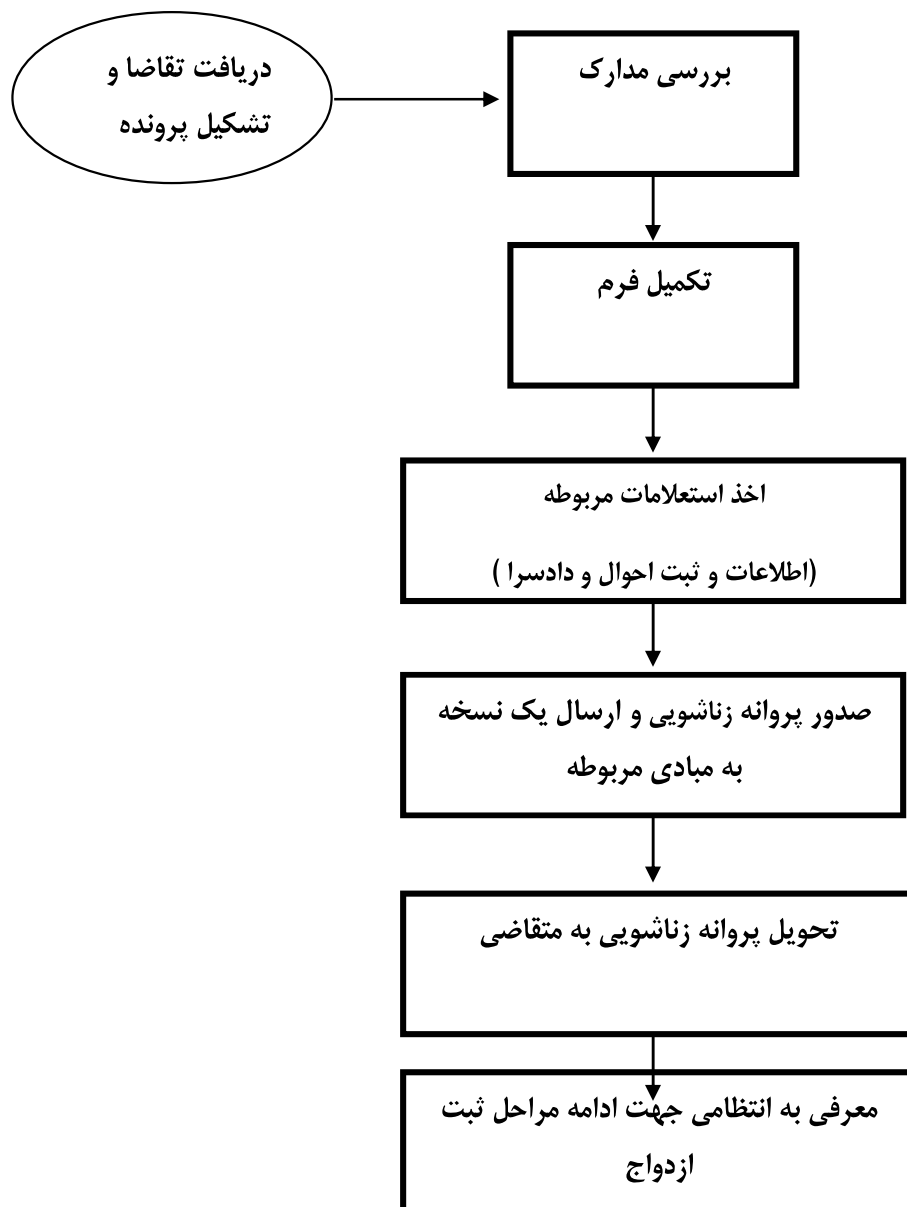 دریافت تقاضا و
تشکیل پرونده
بررسی مدارک
تکمیل فرم
اخذ استعلامات مربوطه
(اطلاعات و ثبت احوال و دادسرا )
صدور پروانه زناشویی و ارسال یک نسخه
به مبادی مربوطه
تحویل پروانه زناشویی به متقاضی
معرفی به انتظامی جهت ادامه مراحل ثبت
ازدواج